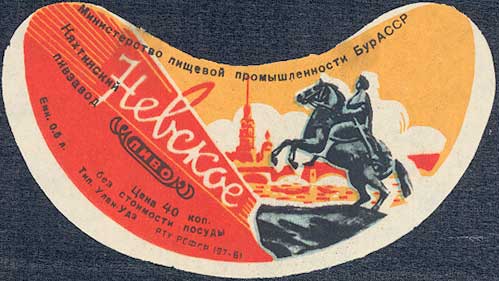 Министерство пищевой промышленности БурАССР
Кяхтинский
пивзавод
Невское
ПИВО
Емк. 0,5 л.
Цена 40 коп.
без стоимости посуды
Тип. Улан-Удэ
РТУ РСФСР 127-61